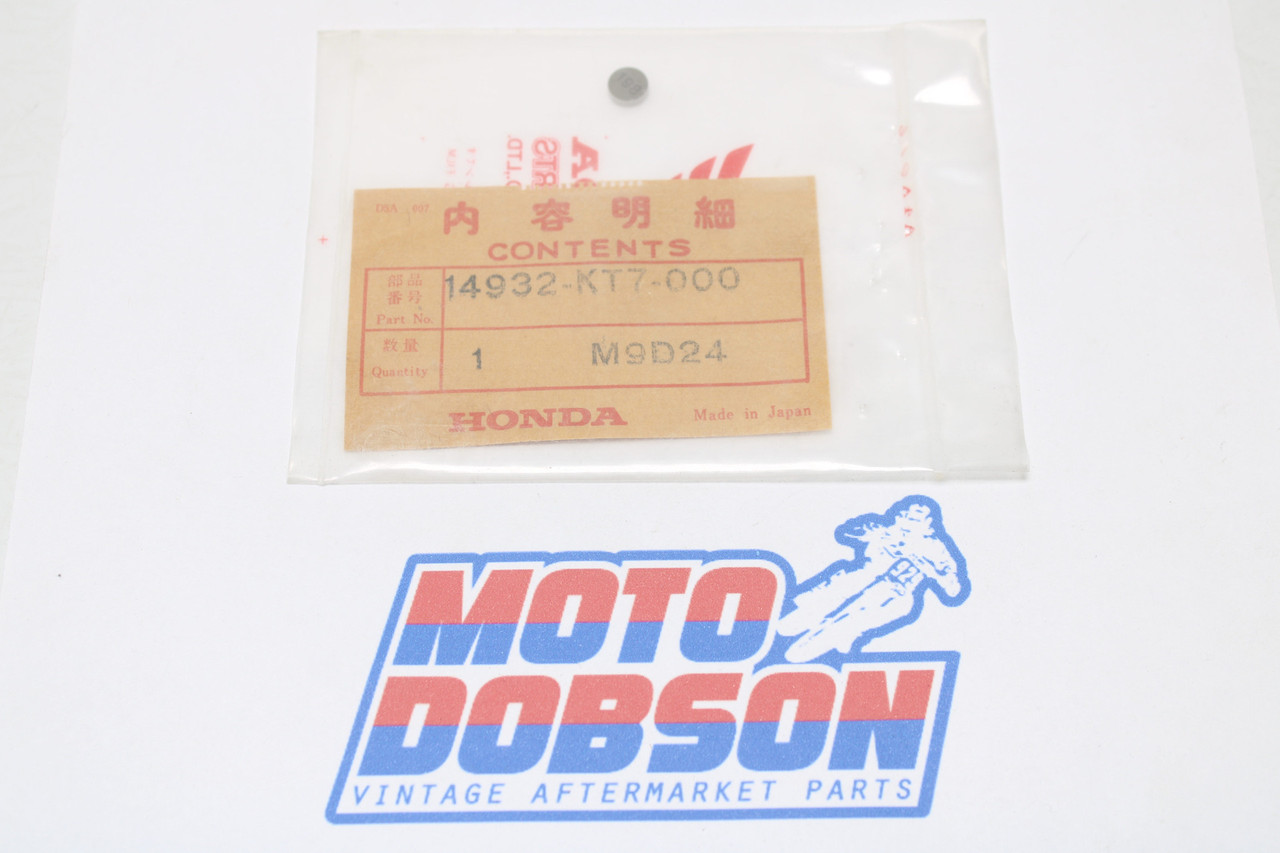 内容明細
CONTENTS
部品番号
Part No.
14932-KT7-000
数量
Quantity
1 M9D24
HONDA
Made in Japan
MOTO
DOBSON
VINTAGE AFTERMARKET PARTS